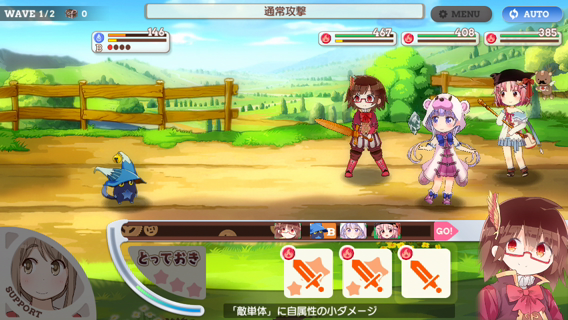 WAVE 1/2 0
通常攻撃
MENU
AUTO
146
B
467
408
385
B
GO!
とっておき
SUPPORT
「敵単体」に自属性の小ダメージ